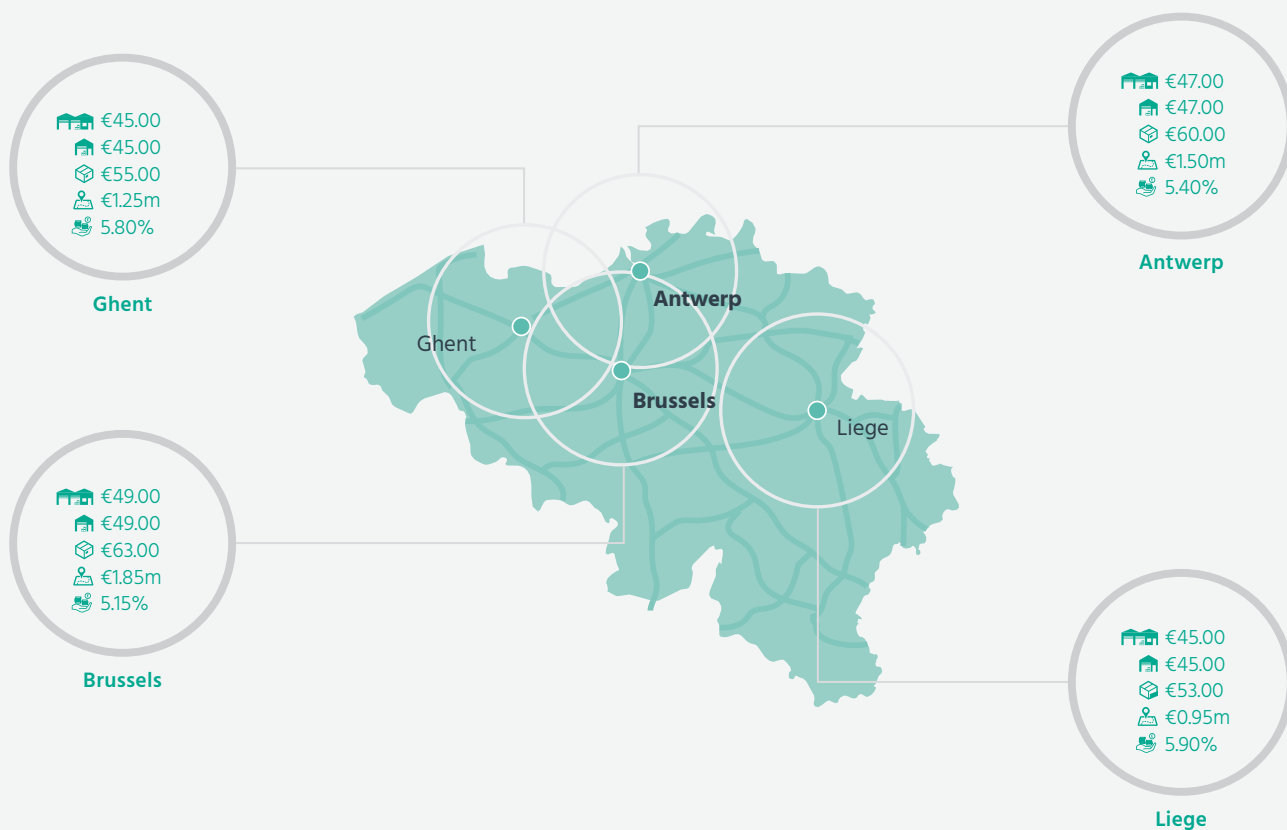 €45.00
€45.00
€55.00
€1.25m
5.80%
Ghent
€47.00
€47.00
€60.00
€1.50m
5.40%
Antwerp
Antwerp
Ghent
Brussels
Liege
€49.00
€49.00
€63.00
€1.85m
5.15%
Brussels
€45.00
€45.00
€53.00
€0.95m
5.90%
Liege